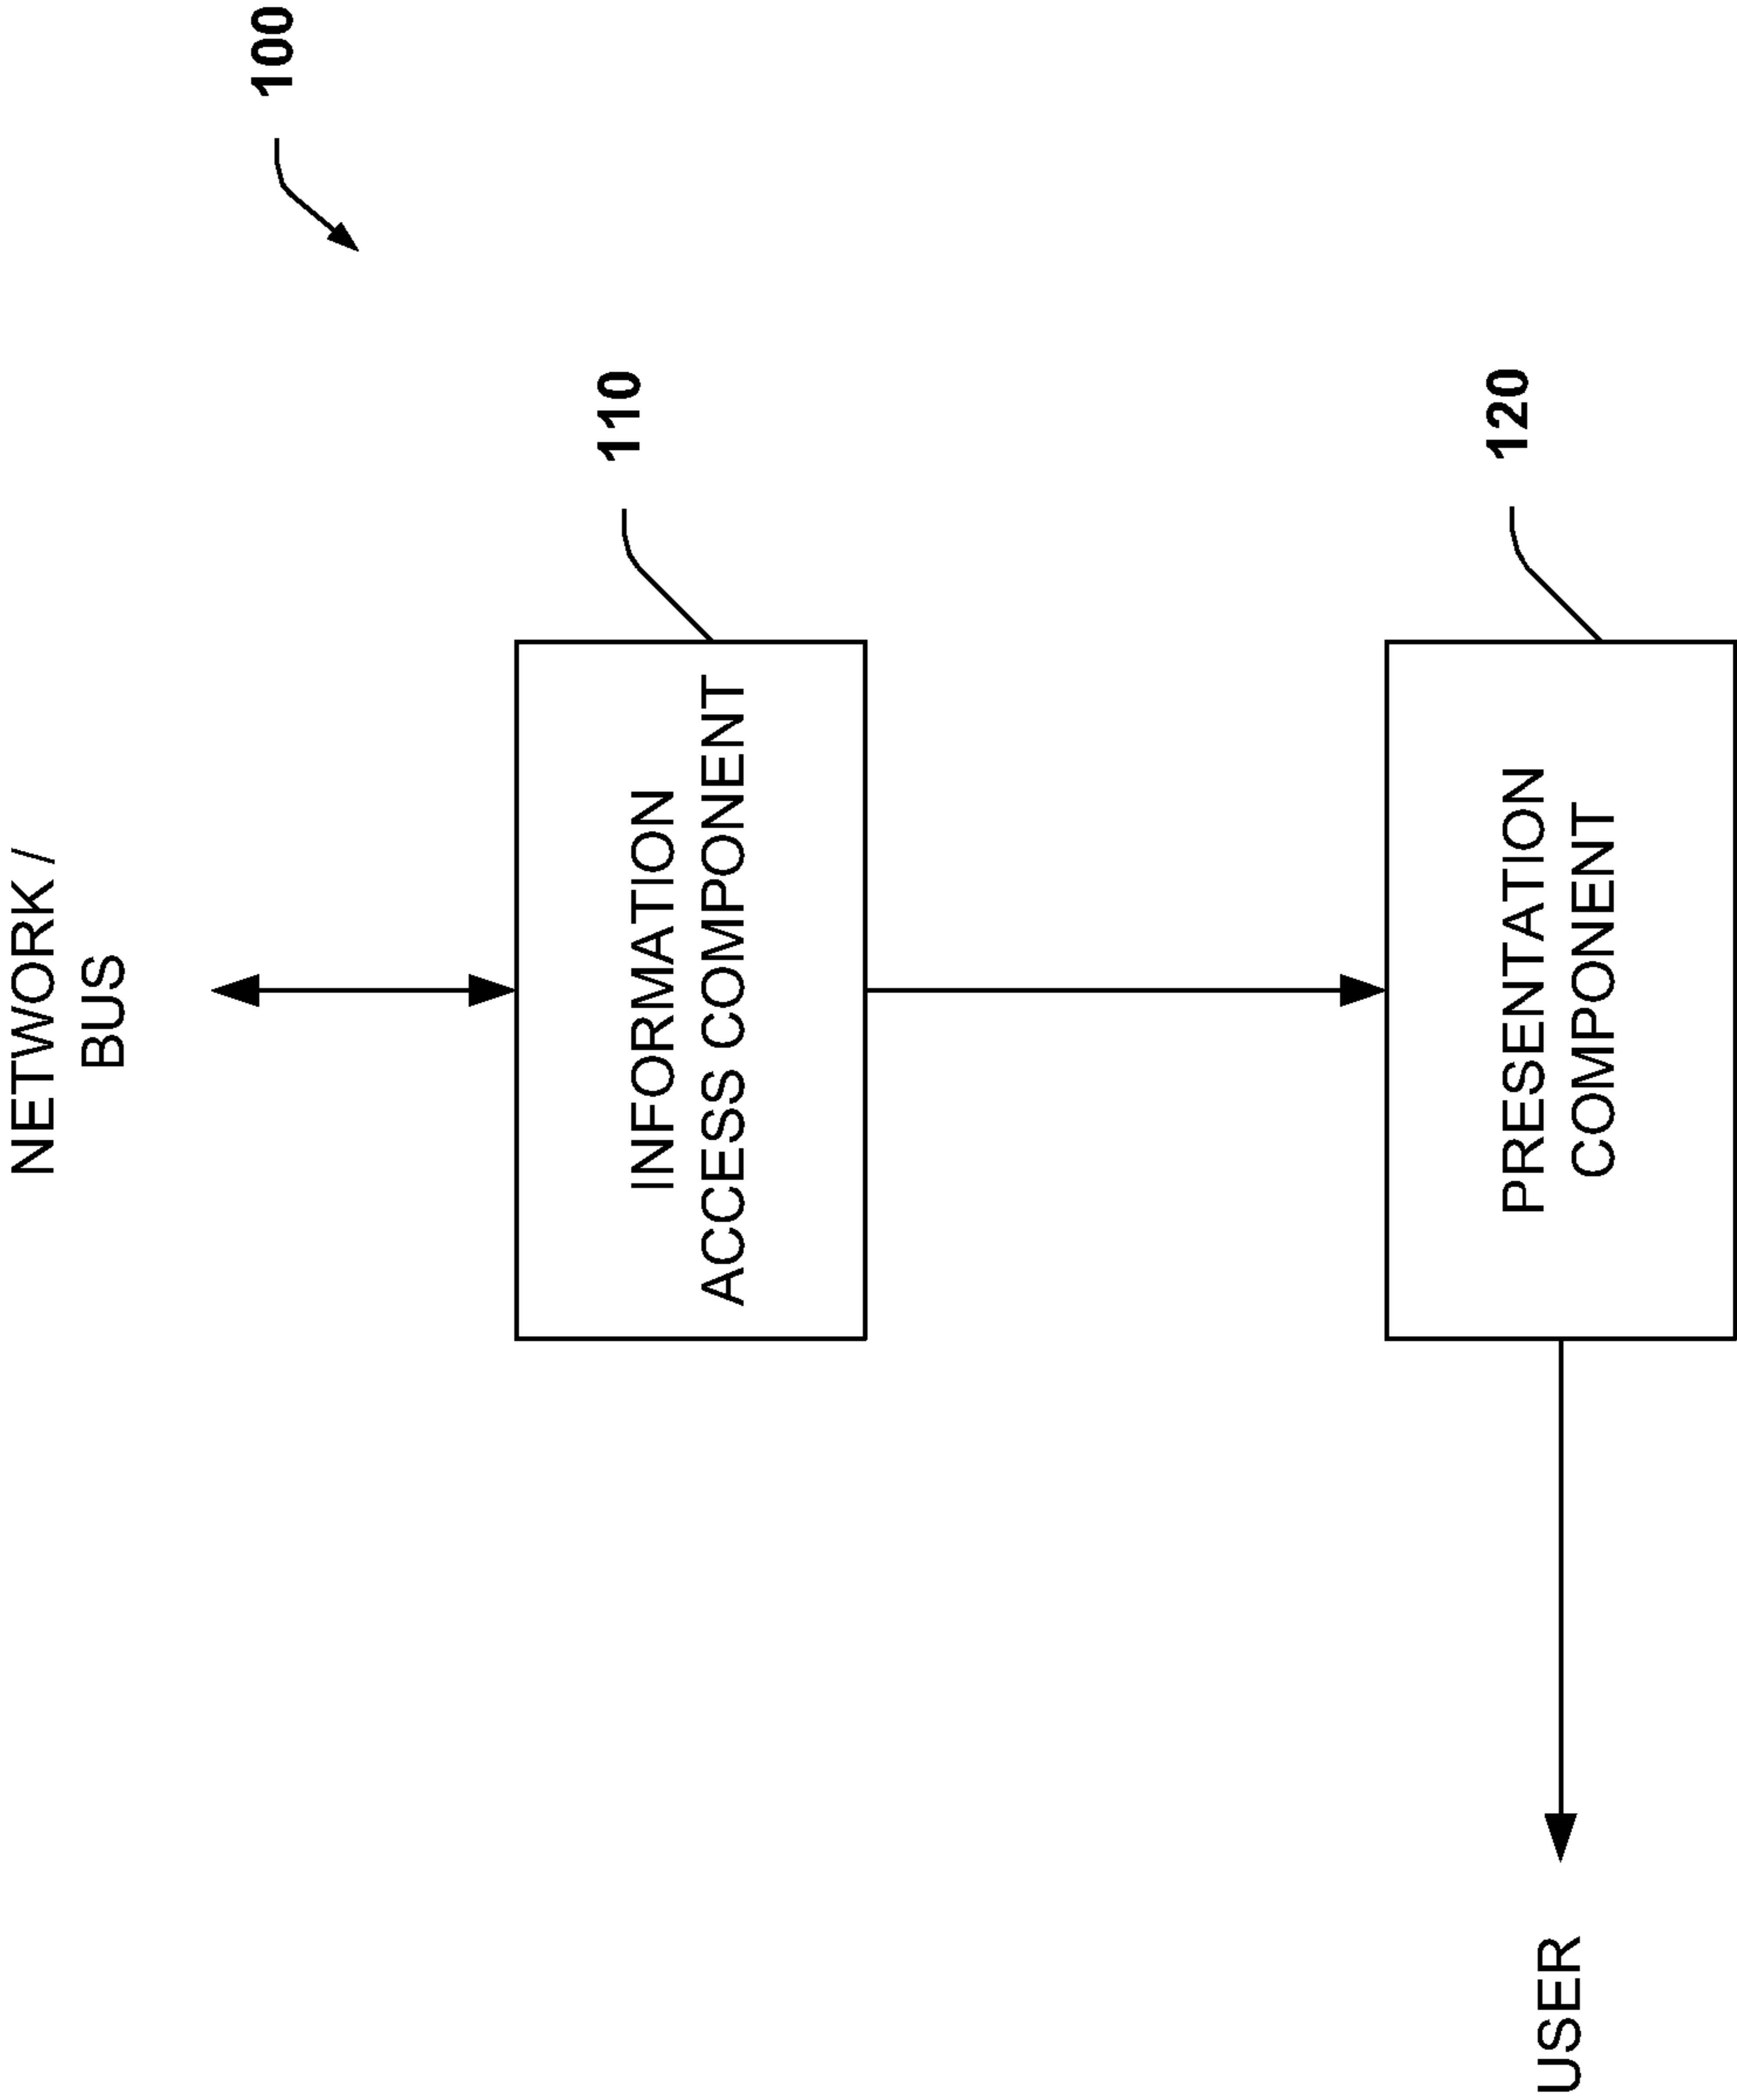 100
NETWORK /
BUS
110
INFORMATION
ACCESS COMPONENT
120
PRESENTATION
COMPONENT
USER